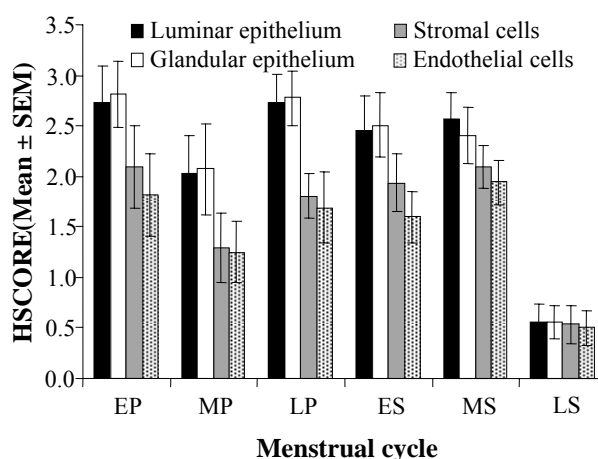 3.5
Luminar epithelium
Stromal cells
Glandular epithelium
Endothelial cells
3.0
2.5
2.0
1.5
1.0
0.5
0.0
HSCORE(Mean ± SEM)
EP
MP
LP
ES
MS
LS
Menstrual cycle